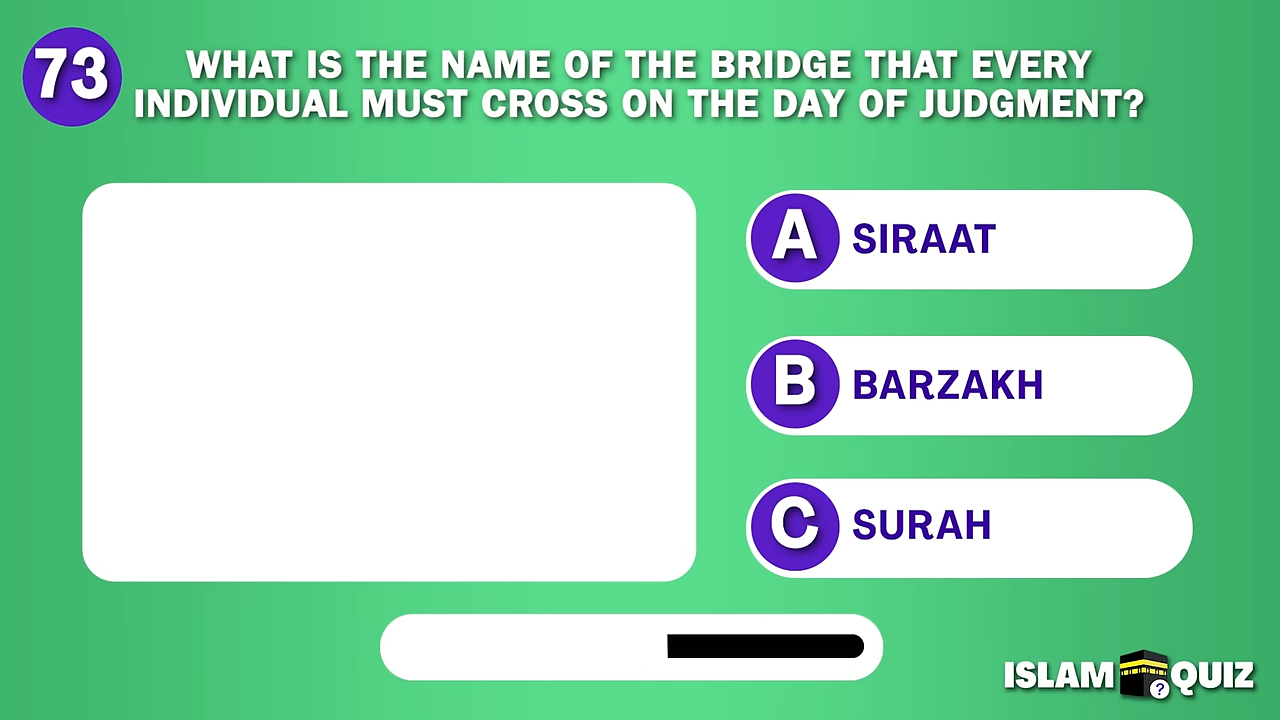 73
WHAT IS THE NAME OF THE BRIDGE THAT EVERY
INDIVIDUAL MUST CROSS ON THE DAY OF JUDGMENT?
A SIRAAT
B BARZAKH
C SURAH
ISLAM ? QUIZ